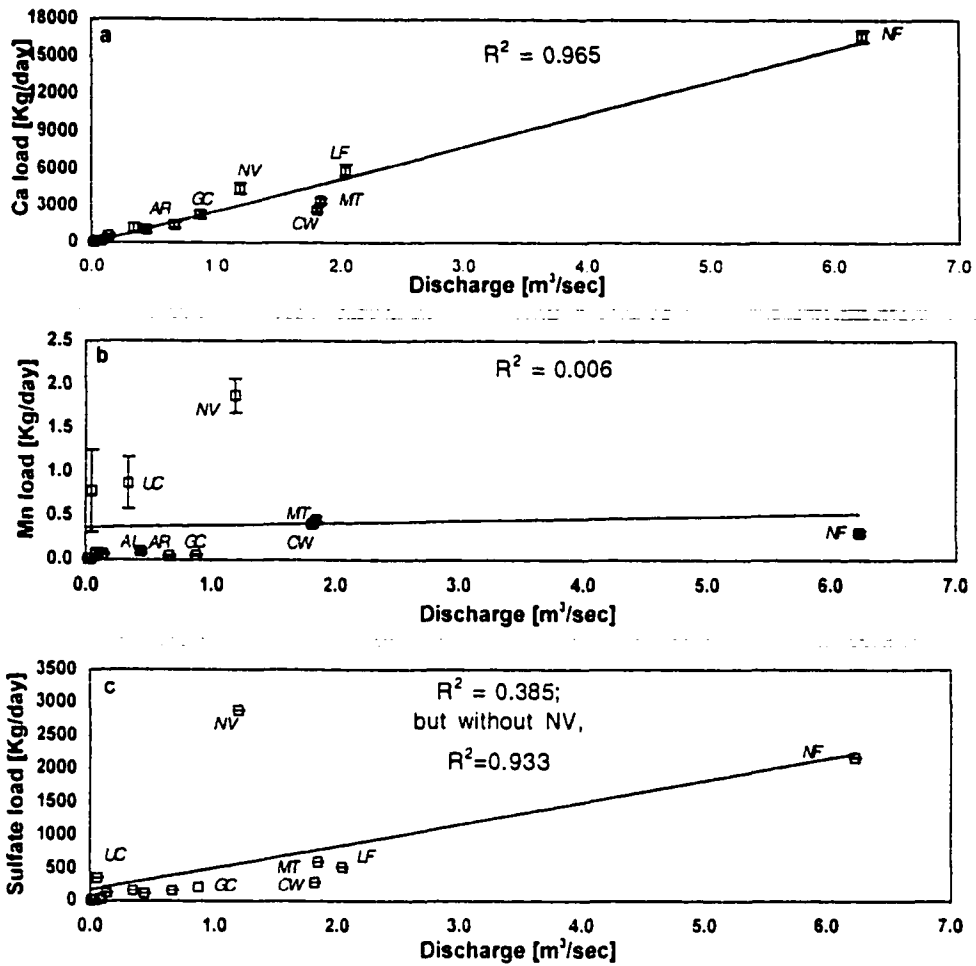 a
R² = 0.965
Ca load [Kg/day]
18000
15000
12000
9000
6000
3000
0
NF
LF
NV
MT
GC
AR
CW
0.0 1.0 2.0 3.0 4.0 5.0 6.0 7.0
Discharge [m³/sec]
b
R² = 0.006
Mn load [Kg/day]
2.5
2.0
1.5
1.0
0.5
0.0
NV
UC
MT
AL AR GC CW
NF
0.0 1.0 2.0 3.0 4.0 5.0 6.0 7.0
Discharge [m³/sec]
c
R² = 0.385;
but without NV,
R²=0.933
Sulfate load [Kg/day]
3500
3000
2500
2000
1500
1000
500
0
NV
NF
UC
MT LF
GC CW
0.0 1.0 2.0 3.0 4.0 5.0 6.0 7.0
Discharge [m³/sec]